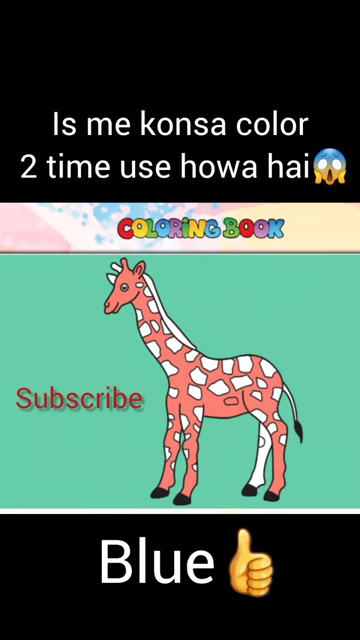 Is me konsa color
2 time use howa hai😱
COLORING BOOK
Subscribe
Blue👍